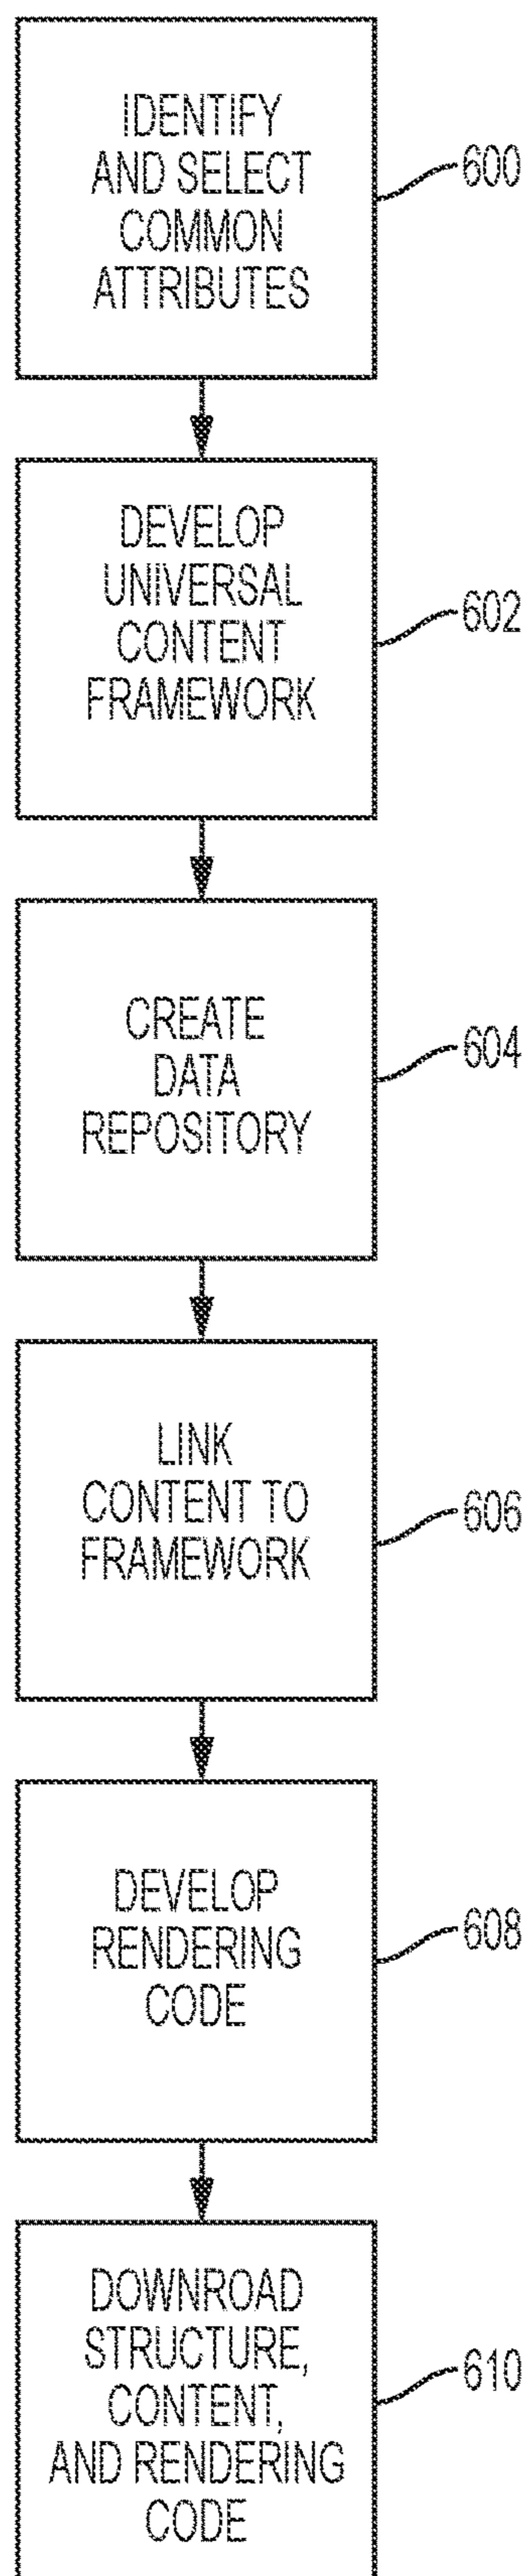 IDENTIFY
AND SELECT
COMMON
ATTRIBUTES
600
DEVELOP
UNIVERSAL
CONTENT
FRAMEWORK
602
CREATE
DATA
REPOSITORY
604
LINK
CONTENT TO
FRAMEWORK
606
DEVELOP
RENDERING
CODE
608
DOWNROAD
STRUCTURE,
CONTENT,
AND RENDERING
CODE
610